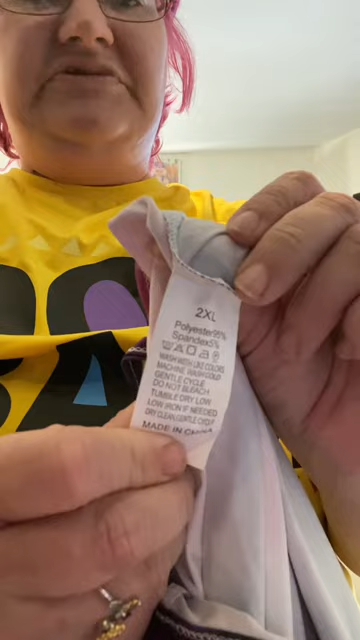 2XL
Polyester95%
Spandex5%
WASH WITH LIKE COLORS
MACHINE WASH COLD
GENTLE CYCLE
DO NOT BLEACH
TUMBLE DRY LOW
LOW IRON IF NEEDED
DRY CLEAN,GENTLE CYCLE
MADE IN CHINA